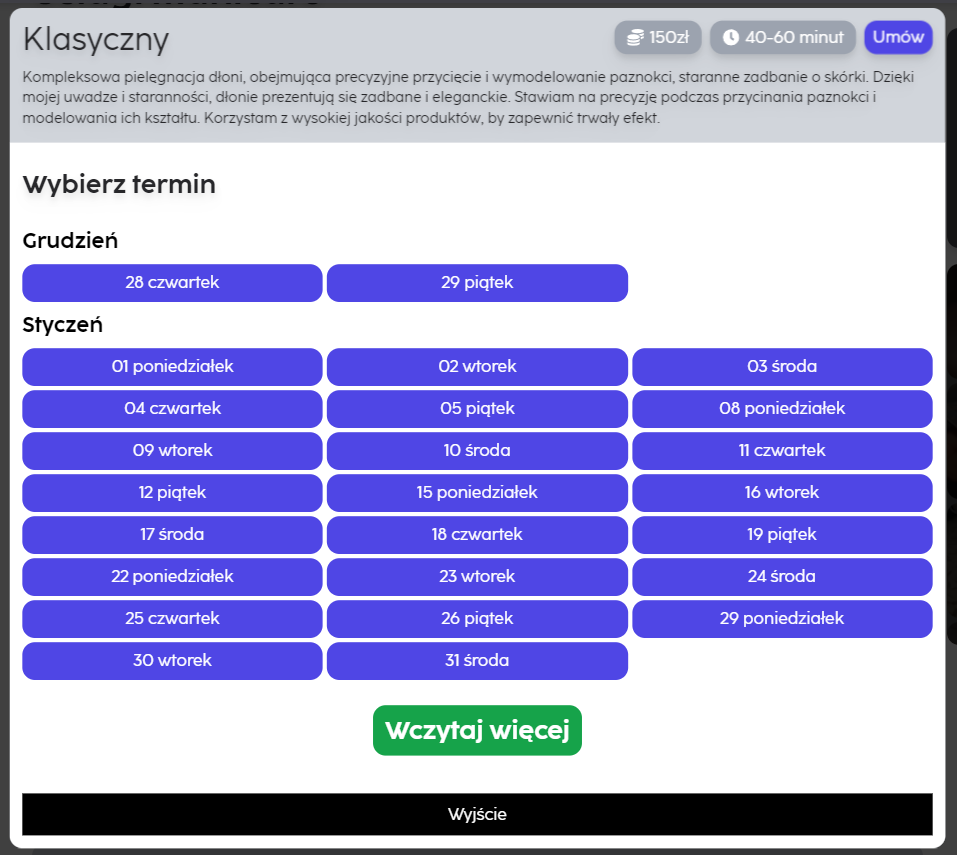 Klasyczny
150zł
40-60 minut
Umów
Kompleksowa pielęgnacja dłoni, obejmująca precyzyjne przycięcie i wymodelowanie paznokci, staranne zadbanie o skórki. Dzięki
mojej uwadze i staranności, dłonie prezentują się zadbane i eleganckie. Stawiam na precyzję podczas przycinania paznokci i
modelowania ich kształtu. Korzystam z wysokiej jakości produktów, by zapewnić trwały efekt.
Wybierz termin
Grudzień
28 czwartek
29 piątek
Styczeń
01 poniedziałek
02 wtorek
03 środa
04 czwartek
05 piątek
08 poniedziałek
09 wtorek
10 środa
11 czwartek
12 piątek
15 poniedziałek
16 wtorek
17 środa
18 czwartek
19 piątek
22 poniedziałek
23 wtorek
24 środa
25 czwartek
26 piątek
29 poniedziałek
30 wtorek
31 środa
Wczytaj więcej
Wyjście